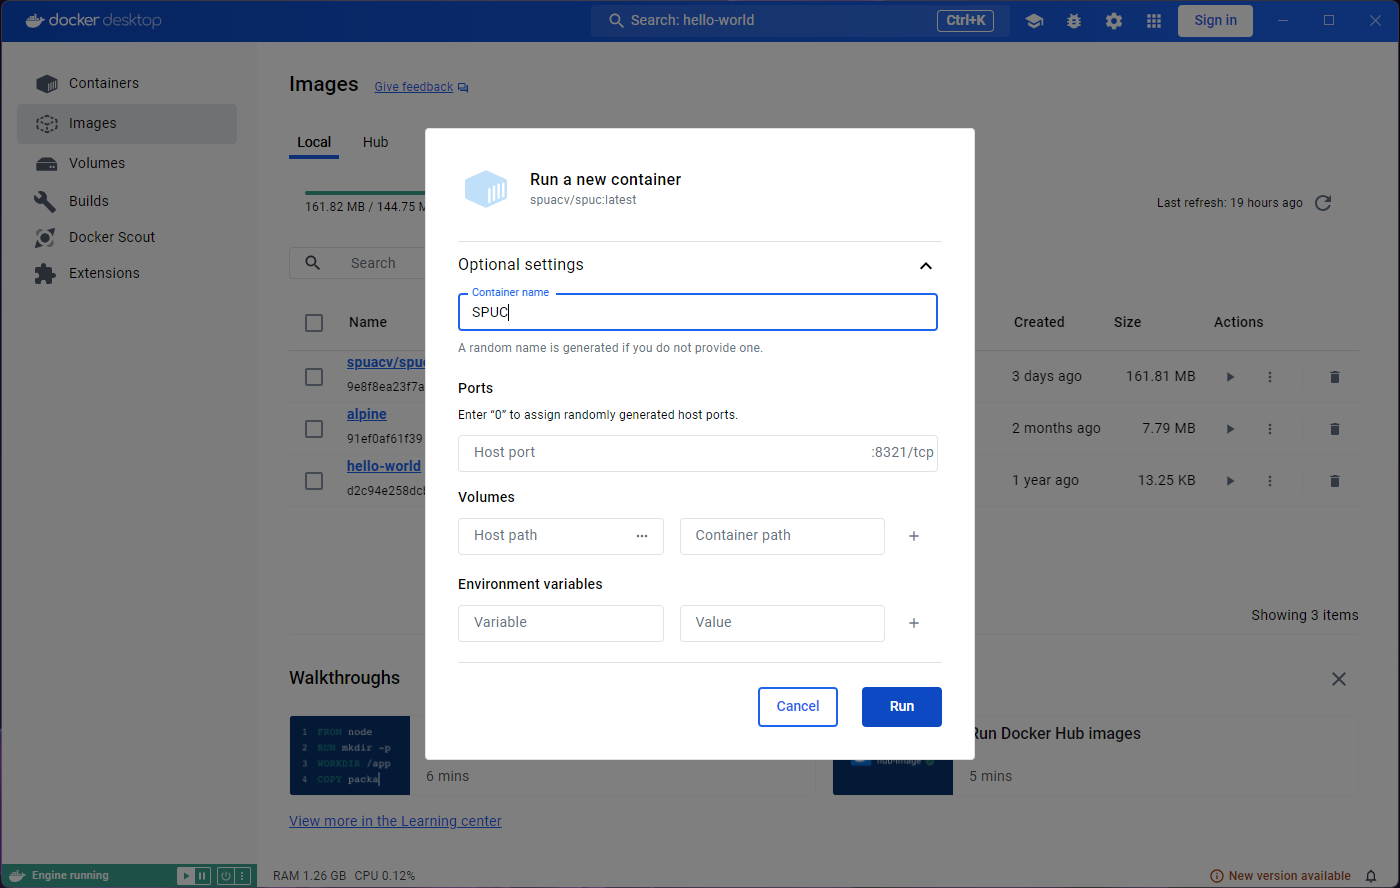 docker desktop
Search: hello-world
Ctrl+K
Sign in
Containers
Images
Volumes
Builds
Docker Scout
Extensions
Images
Give feedback
Local
Hub
161.82 MB / 144.75 M
Last refresh: 19 hours ago
Search
Name
Created
Size
Actions
spuacv/spuc
9e8f8ea23f7a
3 days ago
161.81 MB
alpine
91ef0af61f39
2 months ago
7.79 MB
hello-world
d2c94e258dcb
1 year ago
13.25 KB
Showing 3 items
Run a new container
spuacv/spuc:latest
Optional settings
Container name
SPUC
A random name is generated if you do not provide one.
Ports
Enter “0” to assign randomly generated host ports.
Host port
:8321/tcp
Volumes
Host path
Container path
Environment variables
Variable
Value
Cancel
Run
Walkthroughs
1 FROM node
2 RUN mkdir -p
3 WORKDIR /app
4 COPY packa
6 mins
Run Docker Hub images
hub-image
5 mins
View more in the Learning center
Engine running
RAM 1.26 GB CPU 0.12%
New version available